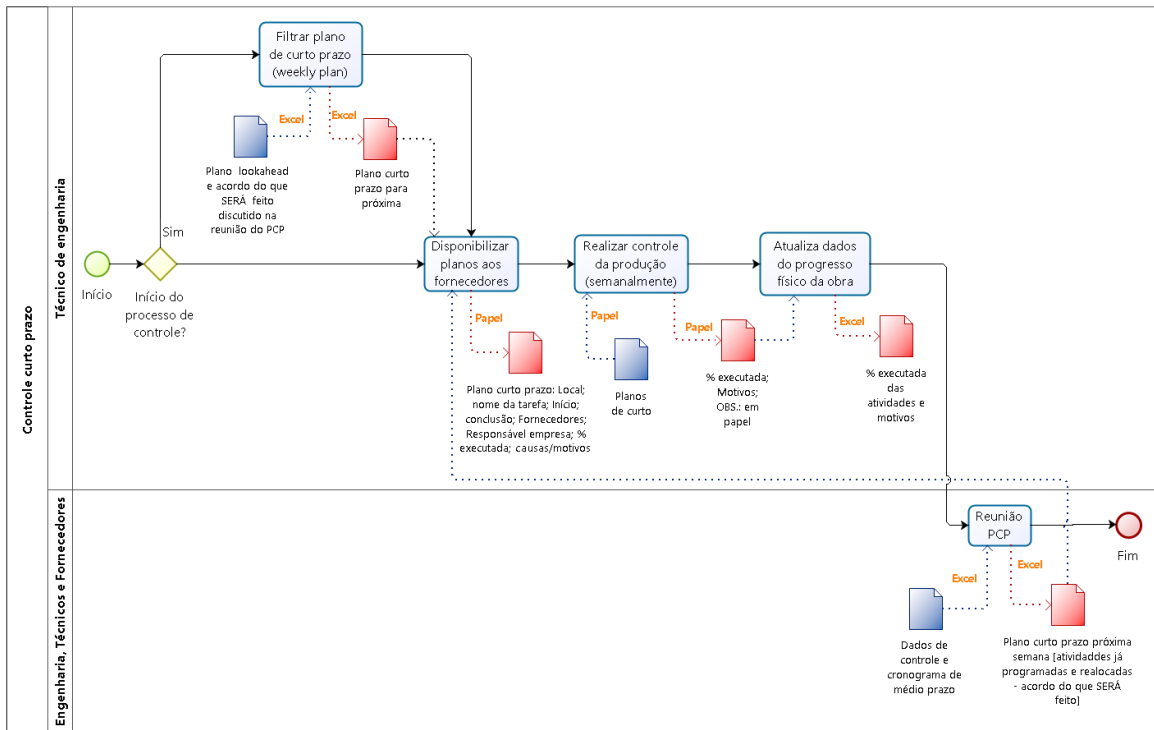 Controle curto prazo
Técnico de engenharia
Filtrar plano
de curto prazo
(weekly plan)
Excel
Excel
Plano lookahead
e acordo do que
SERÁ feito
discutido na
reunião do PCP
Plano curto
prazo para
próxima
Sim
Início
Início do
processo de
controle?
Disponibilizar
planos aos
fornecedores
Realizar controle
da produção
(semanalmente)
Atualiza dados
do progresso
físico da obra
Papel
Papel
Papel
Excel
Plano curto prazo: Local;
nome da tarefa; Início;
conclusão; Fornecedores;
Responsável empresa; %
executada; causas/motivos
Planos
de curto
% executada;
Motivos;
OBS.: em
papel
% executada
das
atividades e
motivos
Engenharia, Técnicos e Fornecedores
Reunião
PCP
Fim
Excel
Excel
Dados de
controle e
cronograma de
médio prazo
Plano curto prazo próxima
semana [atividaddes já
programadas e realocadas
- acordo do que SERÁ
feito]